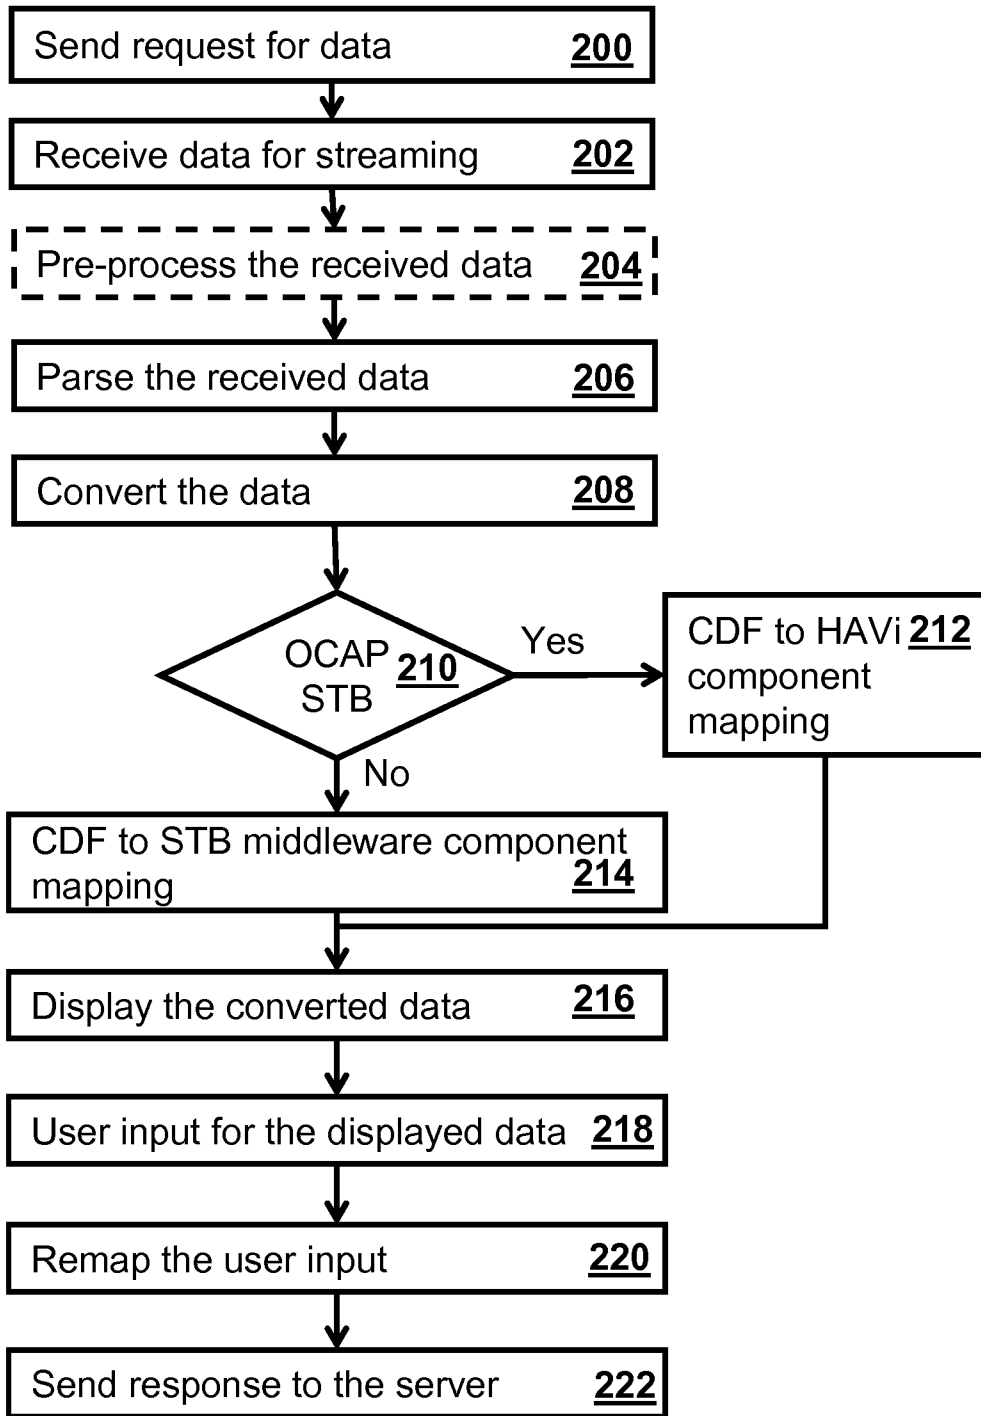 Send request for data 200
Receive data for streaming 202
Pre-process the received data 204
Parse the received data 206
Convert the data 208
OCAP 210
STB
Yes
CDF to HAVi 212
component
mapping
No
CDF to STB middleware component
mapping 214
Display the converted data 216
User input for the displayed data 218
Remap the user input 220
Send response to the server 222